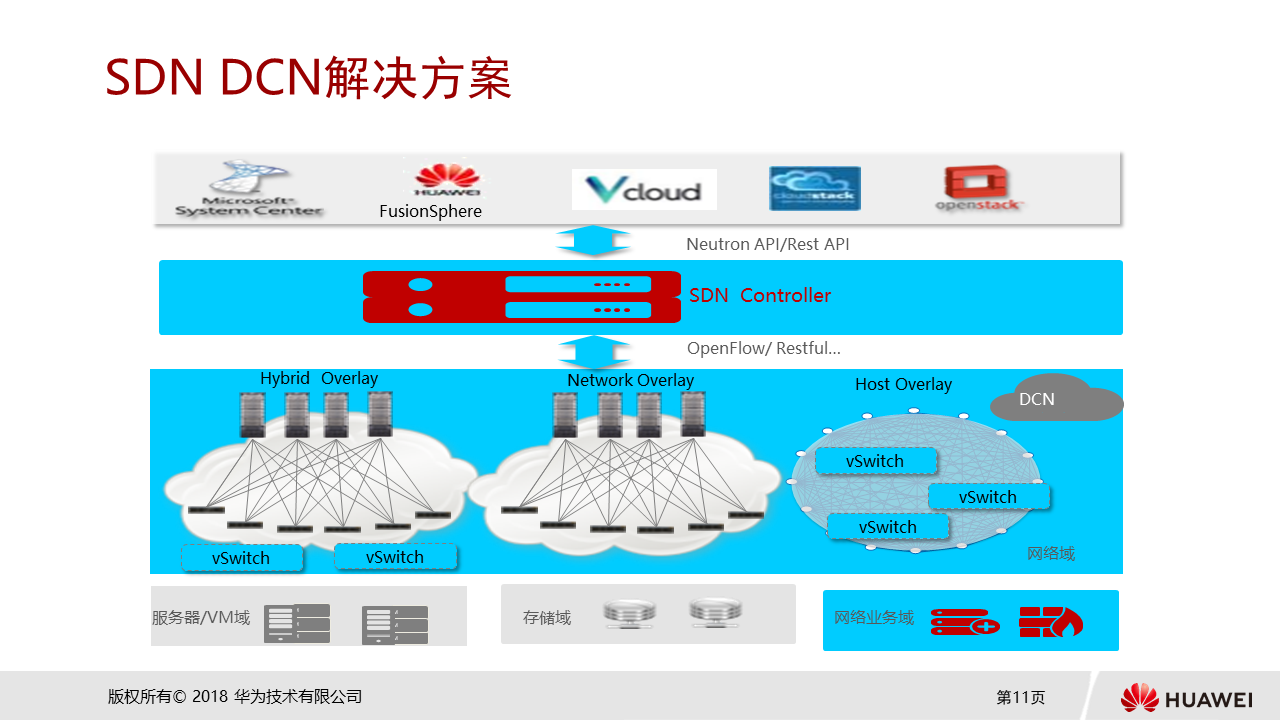 SDN DCN解决方案
Microsoft®
System Center
HUAWEI
FusionSphere
Vcloud
cloudstack
openstack
Neutron API/Rest API
SDN Controller
OpenFlow/ Restful...
Hybrid Overlay
Network Overlay
Host Overlay
DCN
vSwitch
vSwitch
vSwitch
vSwitch
vSwitch
网络域
服务器/VM域
存储域
网络业务域
版权所有© 2018 华为技术有限公司
第11页
HUAWEI